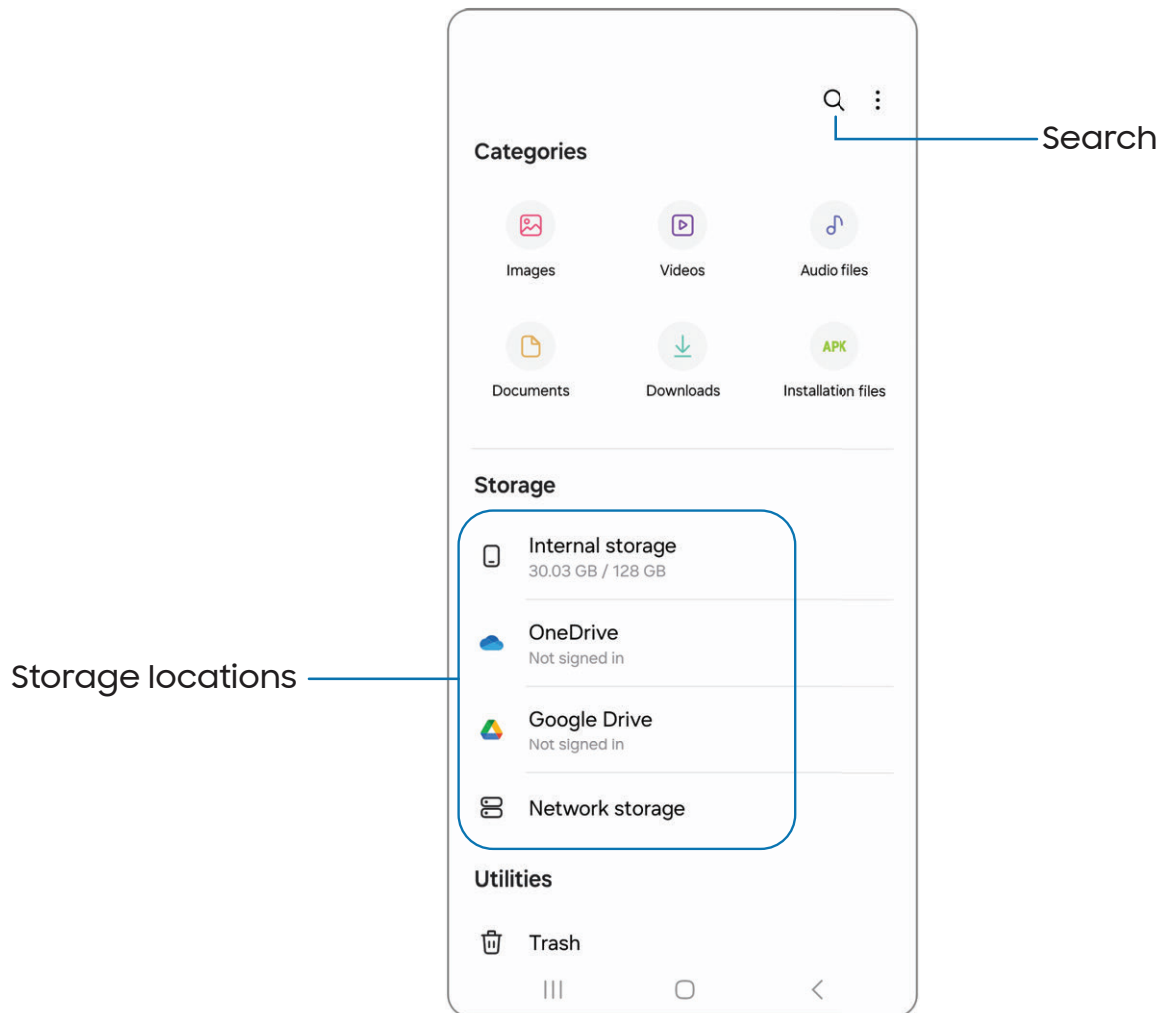 Search
Categories
Images
Videos
Audio files
Documents
Downloads
APK
Installation files
Storage
Internal storage
30.03 GB / 128 GB
OneDrive
Not signed in
Storage locations
Google Drive
Not signed in
Network storage
Utilities
Trash